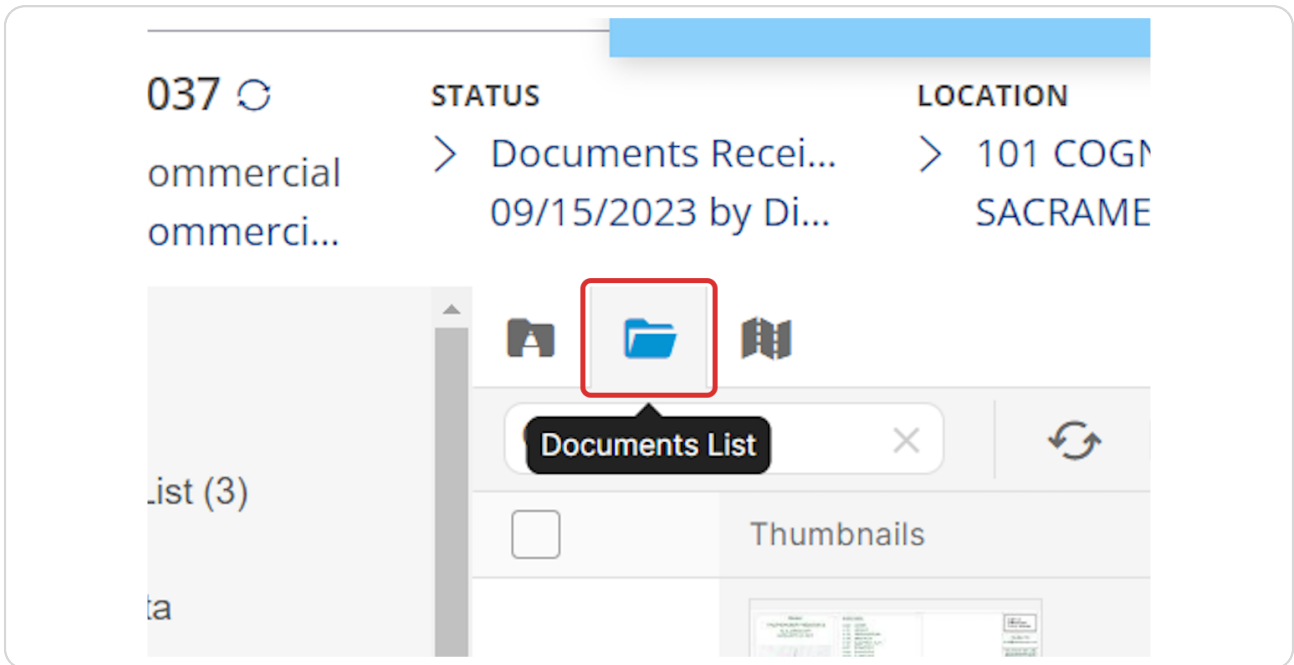 037
STATUS
LOCATION
ommercial
Documents Recei...
101 COGN
ommerci...
09/15/2023 by Di...
SACRAME
Documents List
List (3)
Thumbnails
ta